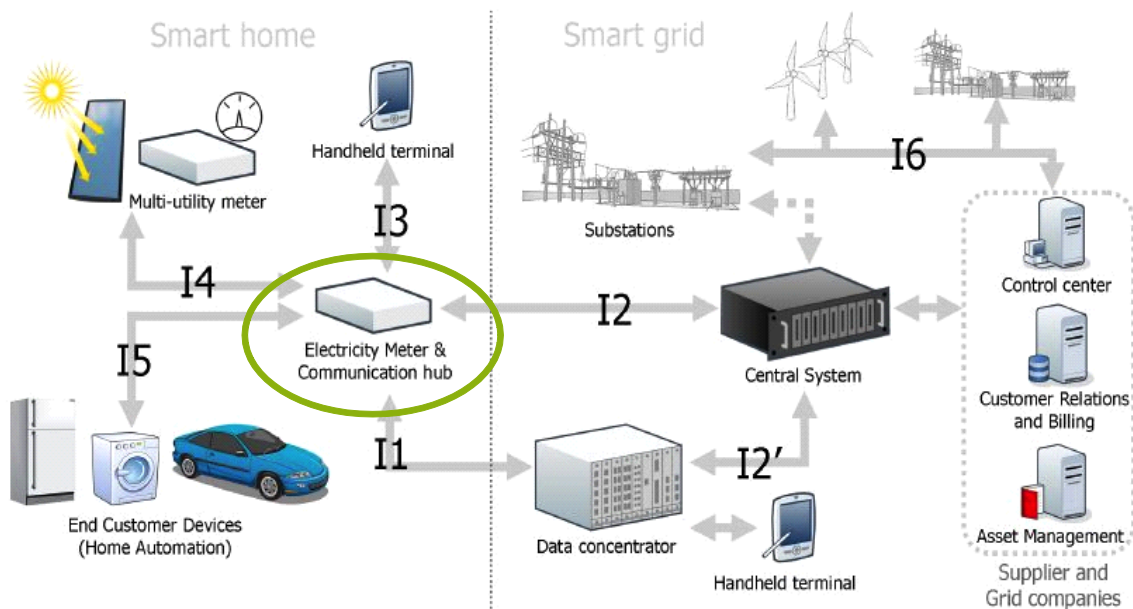 Smart home
Smart grid
Handheld terminal
Multi-utility meter
I3
I6
Substations
I4
Control center
I2
Electricity Meter &
Communication hub
Central System
I5
Customer Relations
and Billing
I1
I2’
End Customer Devices
(Home Automation)
Data concentrator
Asset Management
Handheld terminal
Supplier and
Grid companies